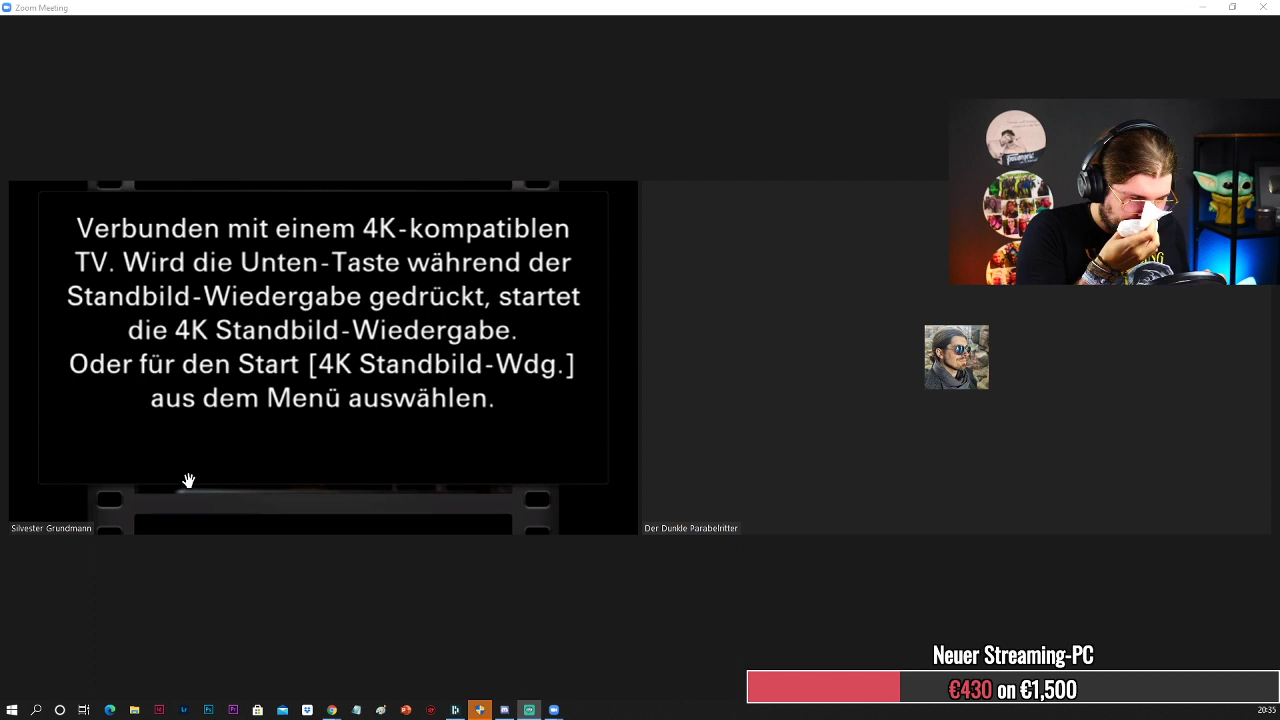 Zoom Meeting
Verbunden mit einem 4K-kompatiblen
TV. Wird die Unten-Taste während der
Standbild-Wiedergabe gedrückt, startet
die 4K Standbild-Wiedergabe.
Oder für den Start [4K Standbild-Wdg.]
aus dem Menü auswählen.
Silvester Grundmann
Der Dunkle Parabelritter
Neuer Streaming-PC
€430 on €1,500
20:35